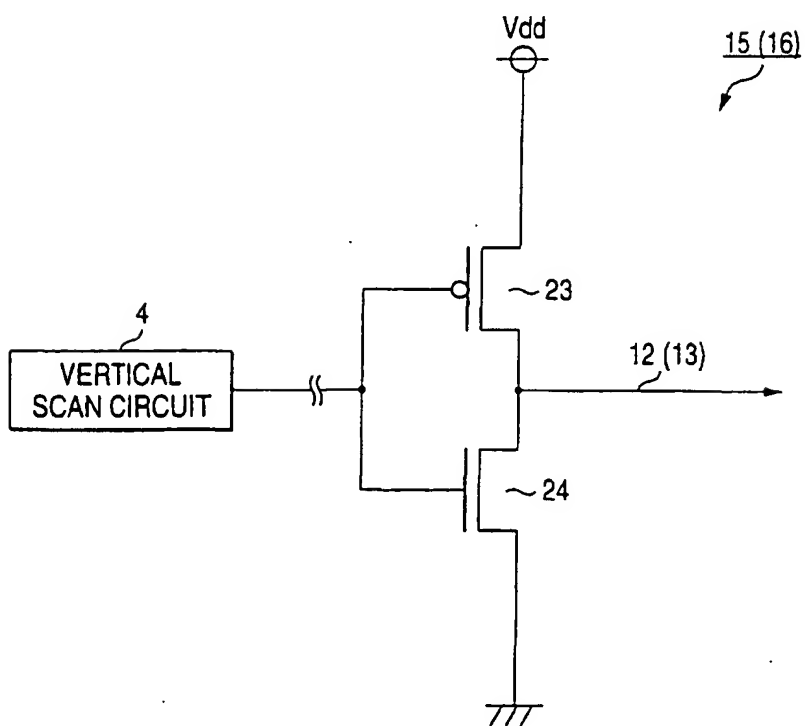 Vdd
15 (16)
23
4
VERTICAL
SCAN CIRCUIT
12 (13)
24